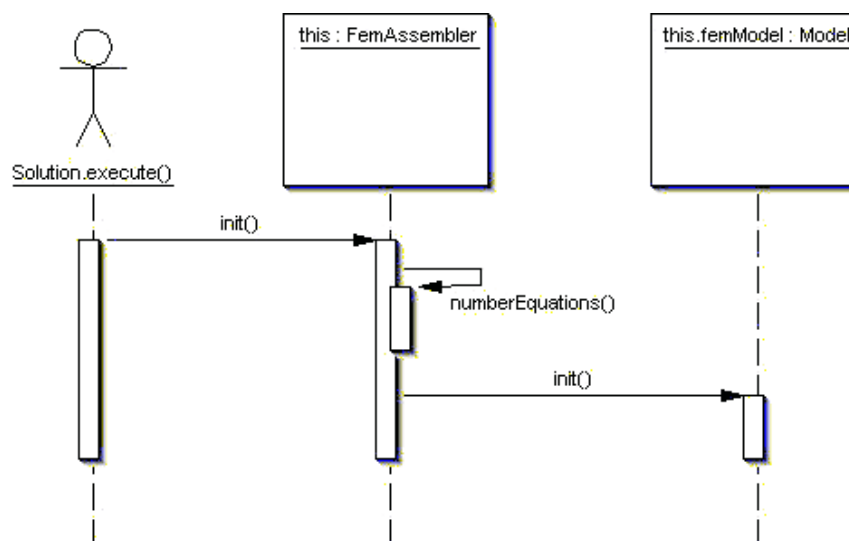 this : FemAssembler
this.femModel : Model
Solution.execute()
init()
numberEquations()
init()